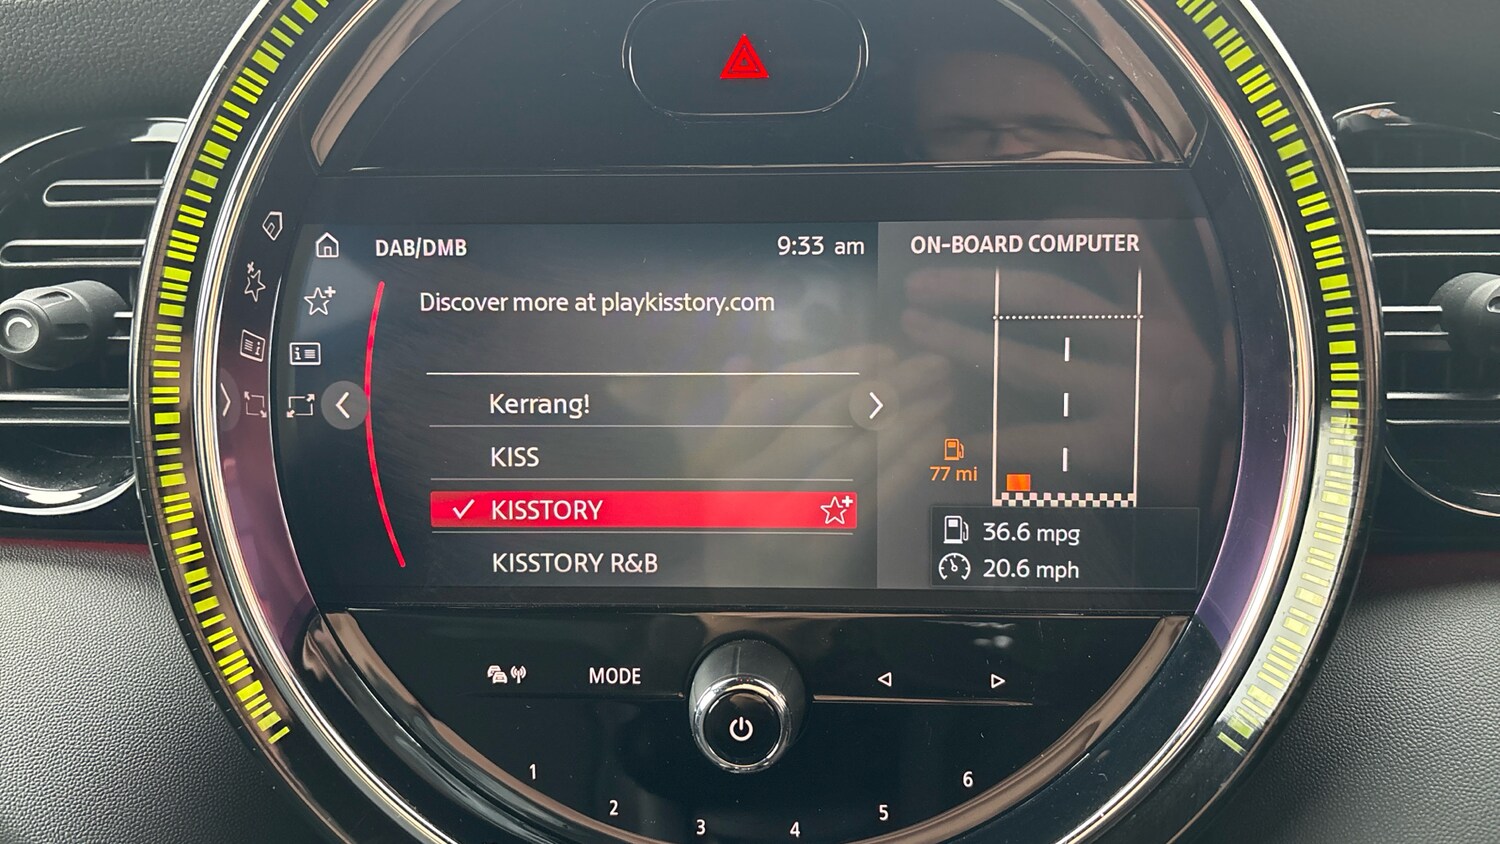 DAB/DMB
9:33 am
Discover more at playkisstory.com
Kerrang!
KISS
KISSTORY
KISSTORY R&B
ON-BOARD COMPUTER
77 mi
36.6 mpg
20.6 mph
MODE
1
2
3
4
5
6